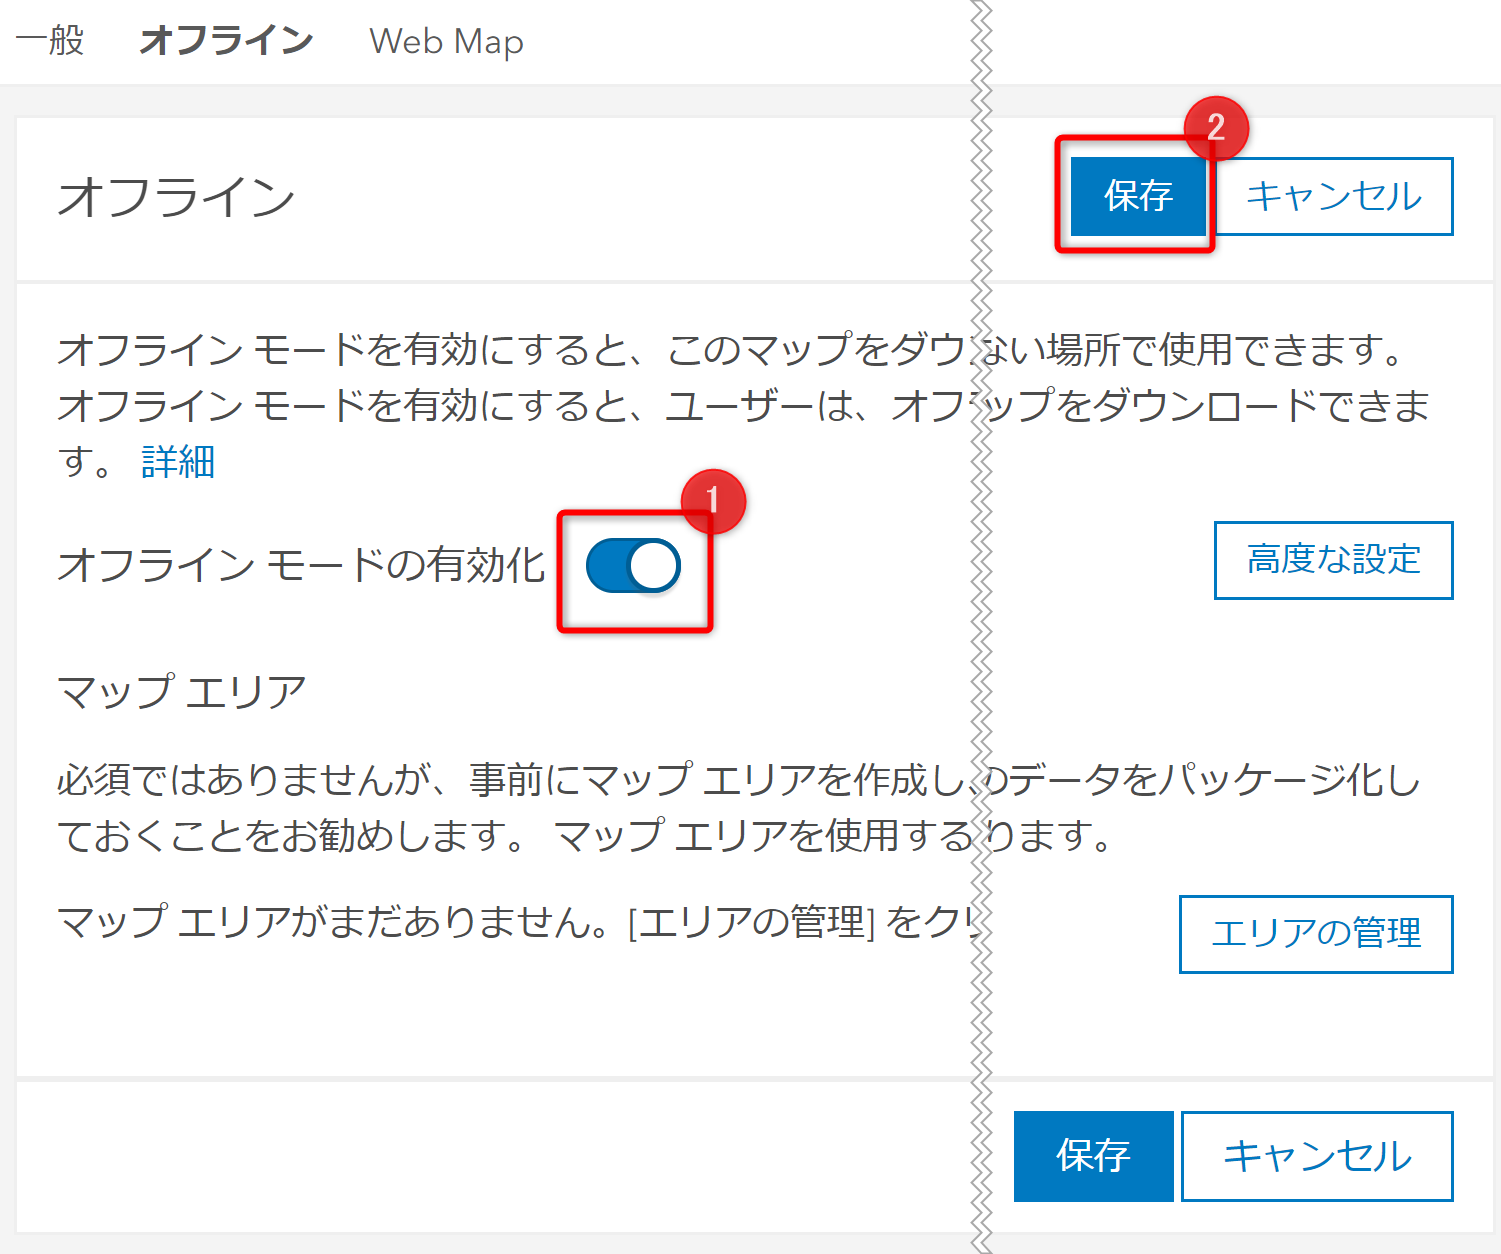 一般 オフライン Web Map
2
オフライン 保存 キャンセル
オフライン モードを有効にすると、このマップをダウ ない場所で使用できます。
オフライン モードを有効にすると、ユーザーは、オフ ップをダウンロードできま
す。 詳細
1
オフライン モードの有効化 高度な設定
マップ エリア
必須ではありませんが、事前にマップ エリアを作成し、のデータをパッケージ化し
ておくことをお勧めします。 マップ エリアを使用する ります。
マップ エリアがまだありません。[エリアの管理] をクリ エリアの管理
保存 キャンセル